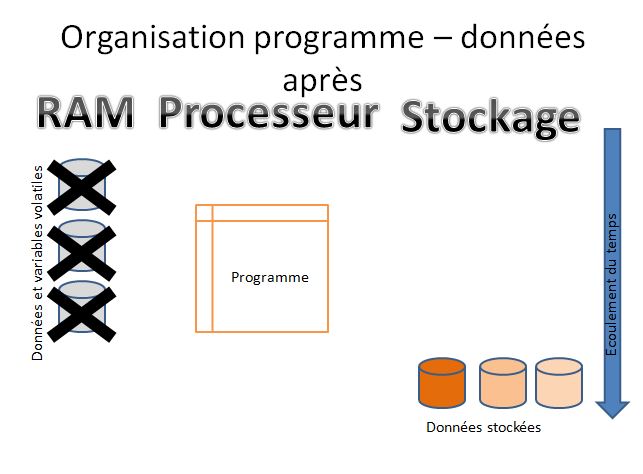 Organisation programme – données
après
RAM Processeur Stockage
Données et variables volatiles
Programme
Ecoulement du temps
Données stockées